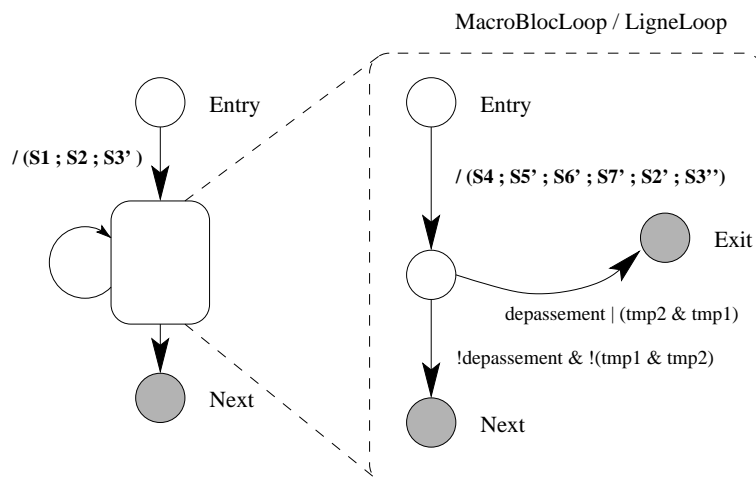 MacroBlocLoop / LigneLoop
Entry
Entry
/ (S1 ; S2 ; S3’ )
/ (S4 ; S5’ ; S6’ ; S7’ ; S2’ ; S3’’)
Exit
depassement | (tmp2 & tmp1)
!depassement & !(tmp1 & tmp2)
Next
Next